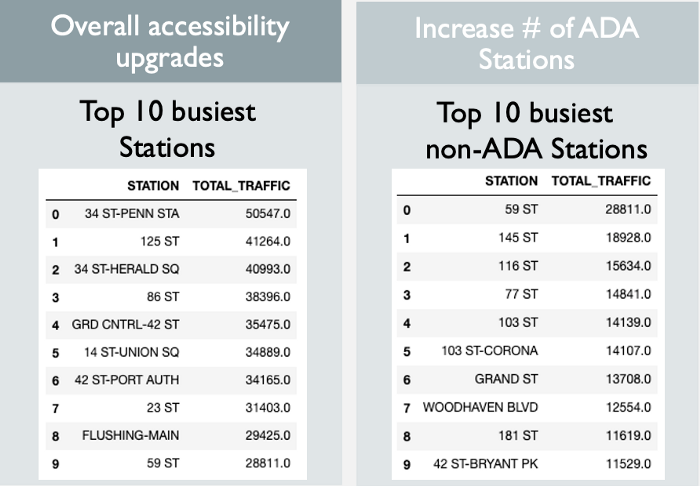 Overall accessibility
upgrades
Top 10 busiest
Stations
STATION TOTAL_TRAFFIC
0 34 ST-PENN STA 50547.0
1 125 ST 41264.0
2 34 ST-HERALD SQ 40993.0
3 86 ST 38396.0
4 GRD CNTRL-42 ST 35475.0
5 14 ST-UNION SQ 34889.0
6 42 ST-PORT AUTH 34165.0
7 23 ST 31403.0
8 FLUSHING-MAIN 29425.0
9 59 ST 28811.0
Increase # of ADA
Stations
Top 10 busiest
non-ADA Stations
STATION TOTAL_TRAFFIC
0 59 ST 28811.0
1 145 ST 18928.0
2 116 ST 15634.0
3 77 ST 14841.0
4 103 ST 14139.0
5 103 ST-CORONA 14107.0
6 GRAND ST 13708.0
7 WOODHAVEN BLVD 12554.0
8 181 ST 11619.0
9 42 ST-BRYANT PK 11529.0